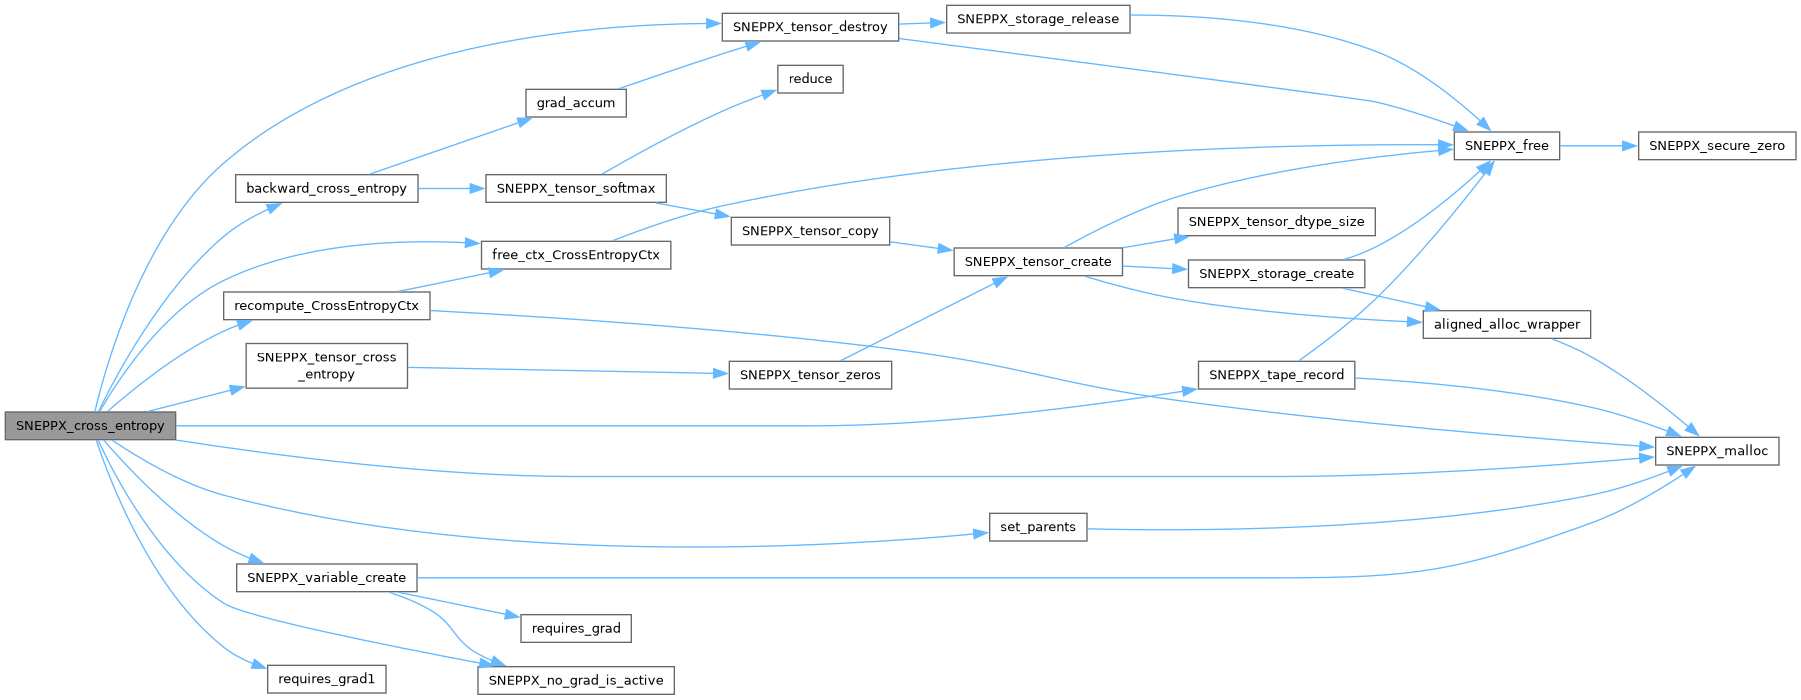 SNEPPX_storage_release
SNEPPX_tensor_destroy
reduce
grad_accum
SNEPPX_free
SNEPPX_secure_zero
backward_cross_entropy
SNEPPX_tensor_softmax
SNEPPX_tensor_dtype_size
SNEPPX_tensor_copy
free_ctx_CrossEntropyCtx
SNEPPX_tensor_create
SNEPPX_storage_create
recompute_CrossEntropyCtx
aligned_alloc_wrapper
SNEPPX_tensor_cross
_entropy
SNEPPX_tensor_zeros
SNEPPX_tape_record
SNEPPX_cross_entropy
SNEPPX_malloc
set_parents
SNEPPX_variable_create
requires_grad
requires_grad1
SNEPPX_no_grad_is_active